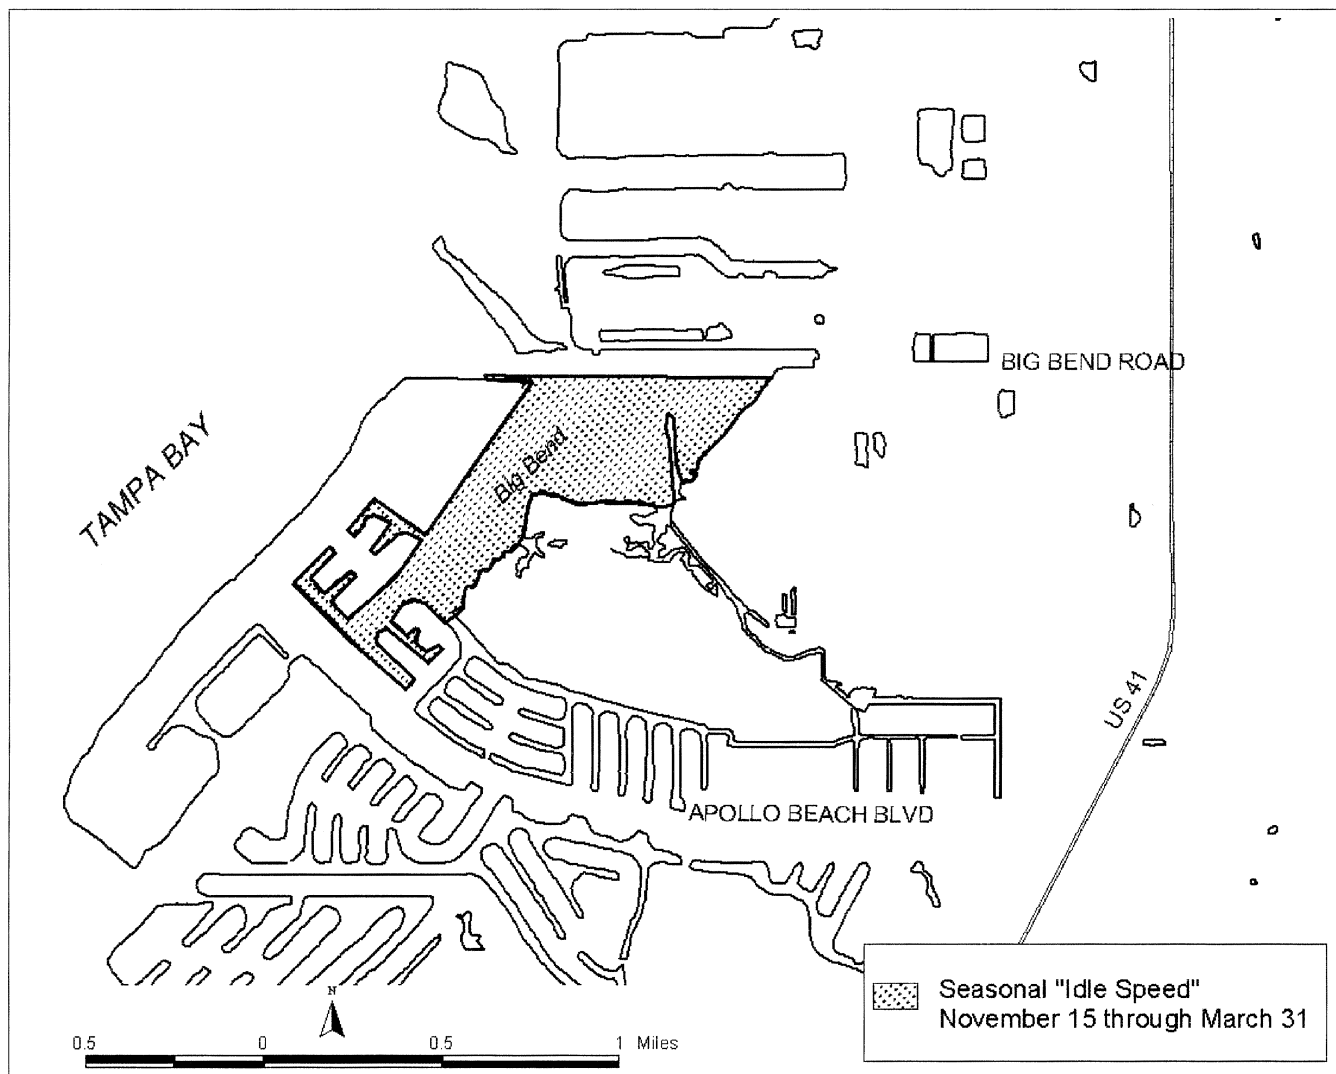 BIG BEND ROAD
TAMPA BAY
Big Bend
US 41
APOLLO BEACH BLVD
N
Seasonal "Idle Speed"
November 15 through March 31
0.5 0 0.5 1 Miles